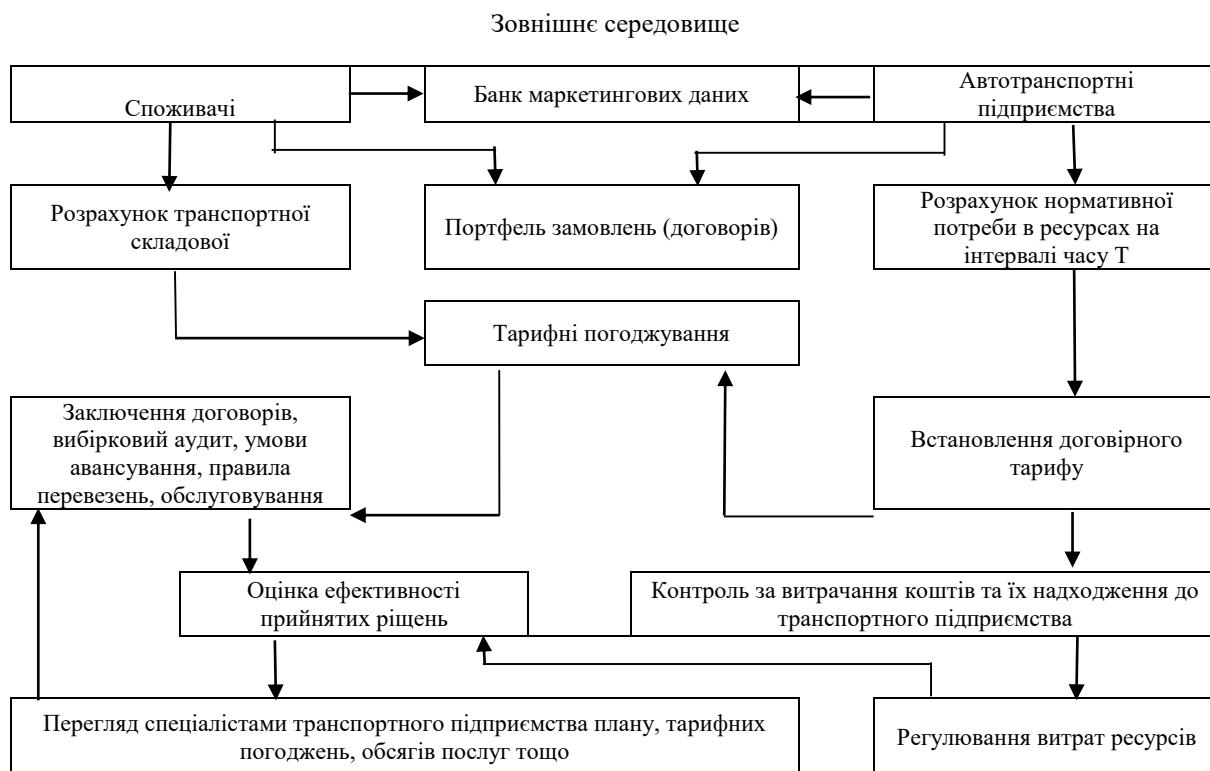 Зовнішнє середовище
Споживачі
Банк маркетингових даних
Автотранспортні
підприємства
Розрахунок транспортної
складової
Портфель замовлень (договорів)
Розрахунок нормативної
потреби в ресурсах на
інтервалі часу Т
Тарифні погоджування
Заключення договорів,
вибірковий аудит, умови
авансування, правила
перевезень, обслуговування
Встановлення договірного
тарифу
Оцінка ефективності
прийнятих ріщень
Контроль за витрачання коштів та їх надходження до
транспортного підприємства
Перегляд спеціалістами транспортного підприємства плану, тарифних
погоджень, обсягів послуг тощо
Регулювання витрат ресурсів